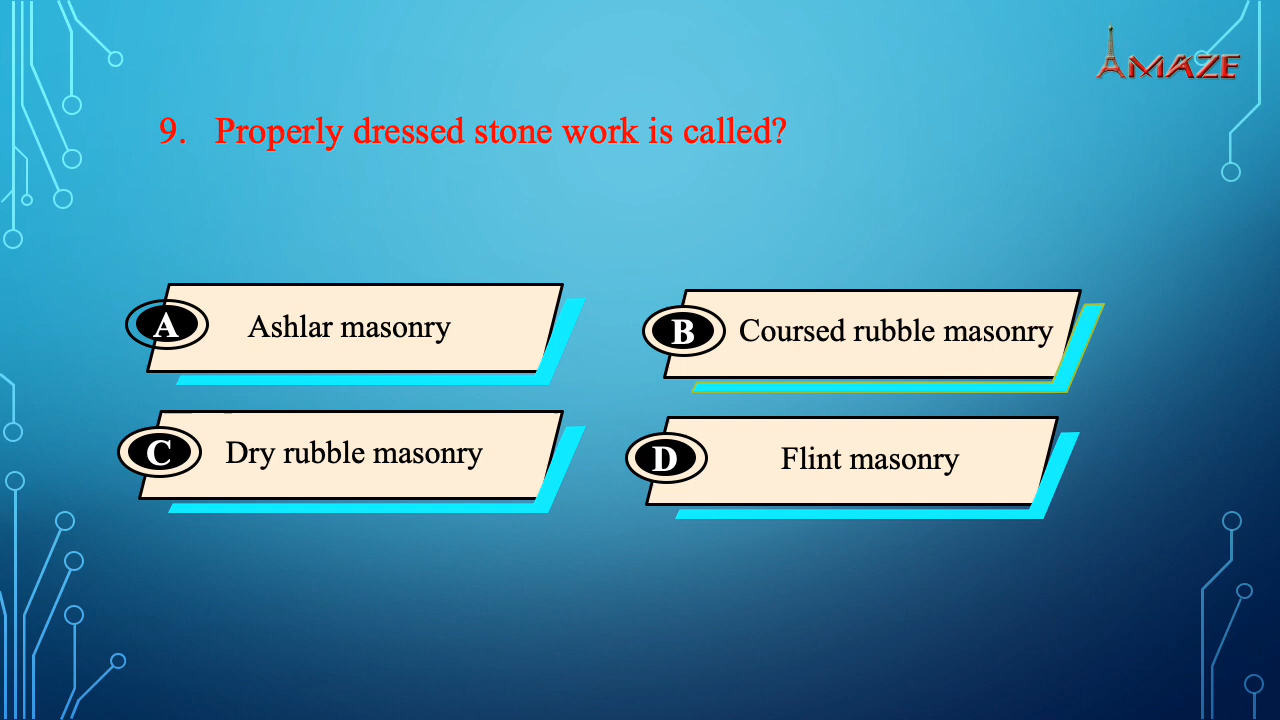 AMAZE
9. Properly dressed stone work is called?
A Ashlar masonry
B Coursed rubble masonry
C Dry rubble masonry
D Flint masonry